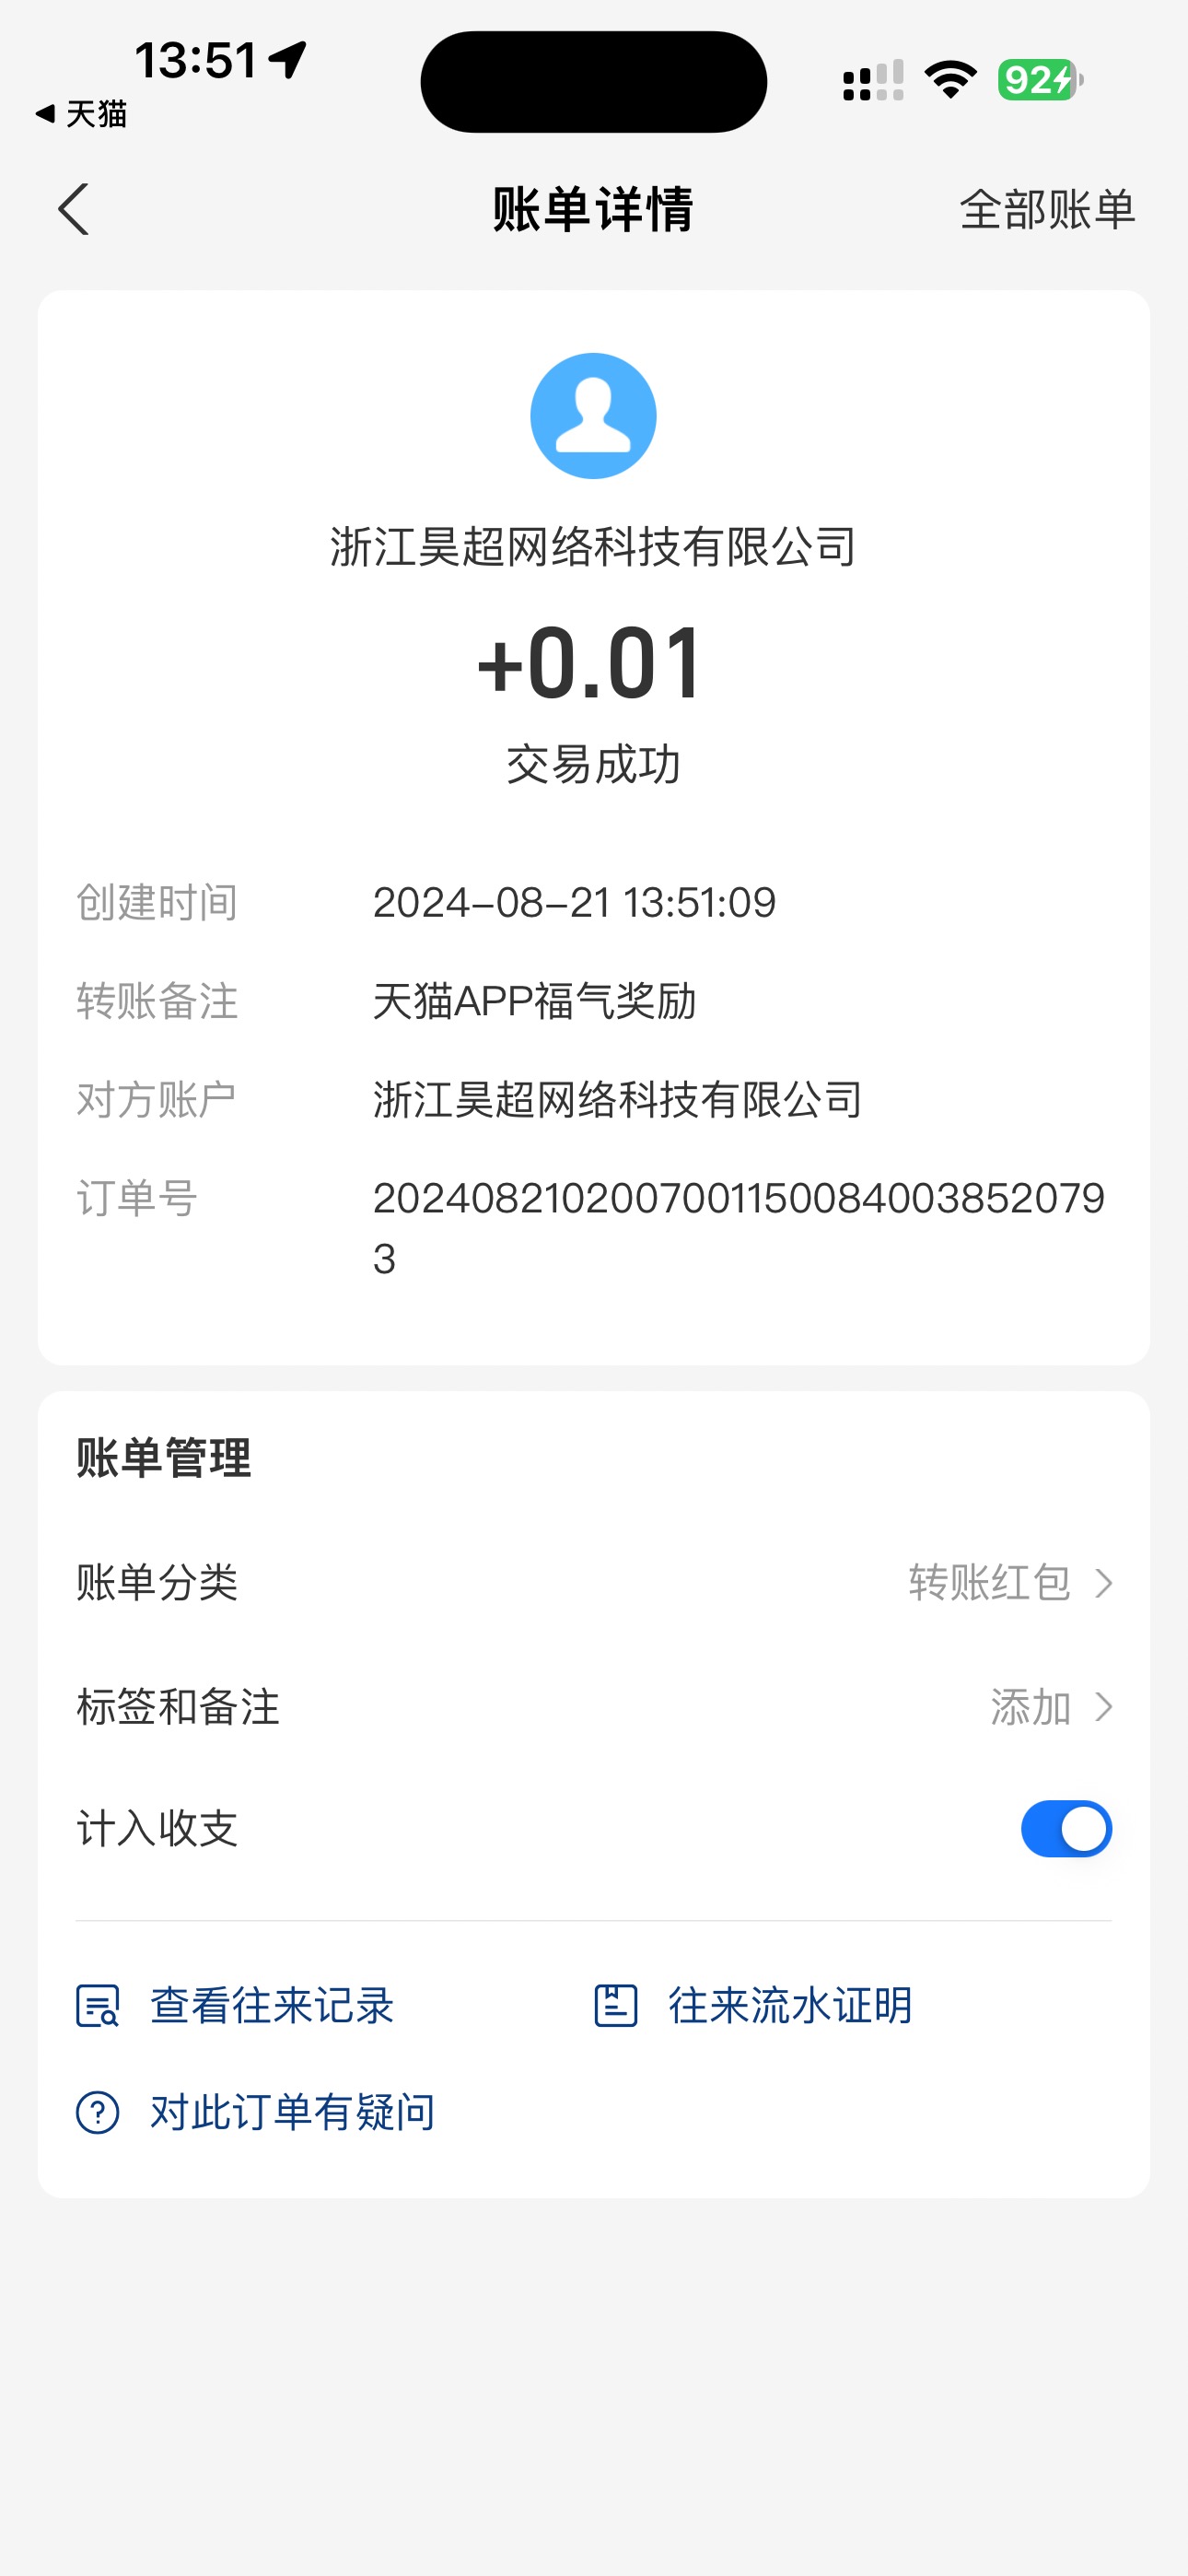 13:51
92
天猫
账单详情
全部账单
浙江昊超网络科技有限公司
+0.01
交易成功
创建时间 2024-08-21 13:51:09
转账备注 天猫APP福气奖励
对方账户 浙江昊超网络科技有限公司
订单号 2024082102007001150084003852079
3
账单管理
账单分类 转账红包
标签和备注 添加
计入收支
查看往来记录 往来流水证明
对此订单有疑问